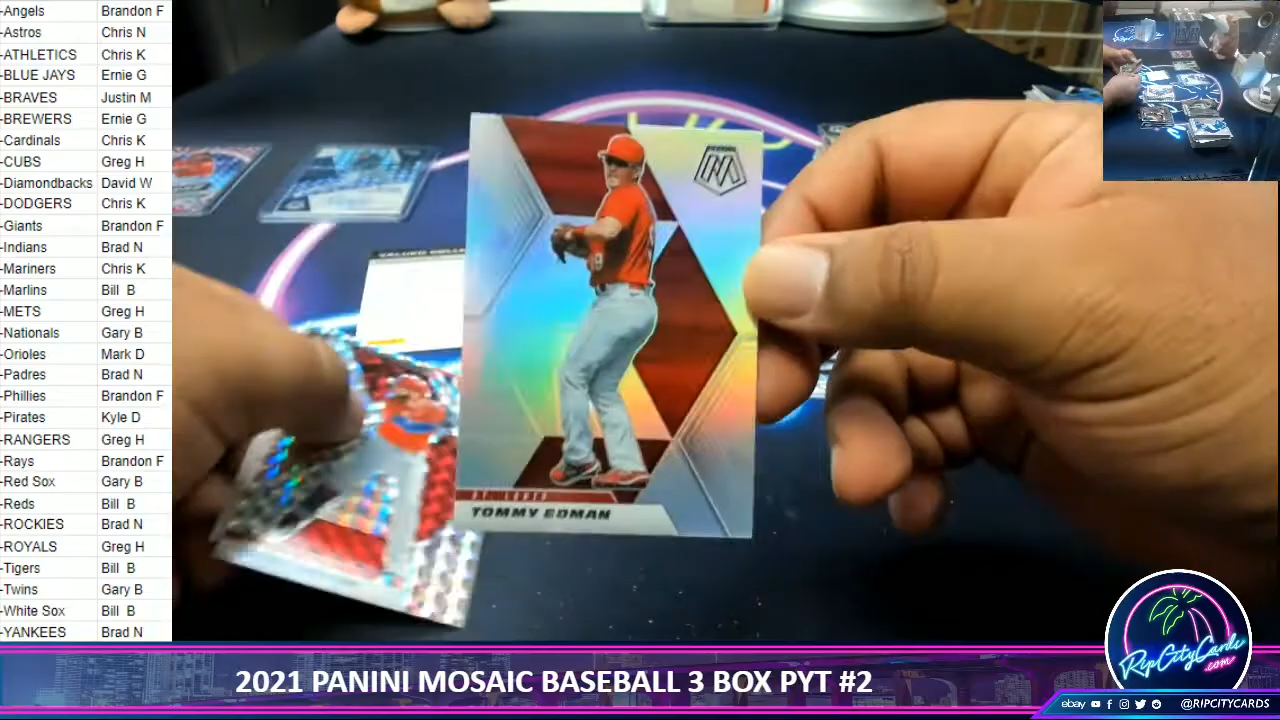 -Angels Brandon F
-Astros Chris N
-ATHLETICS Chris K
-BLUE JAYS Ernie G
-BRAVES Justin M
-BREWERS Ernie G
-Cardinals Chris K
-CUBS Greg H
-Diamondbacks David W
-DODGERS Chris K
-Giants Brandon F
-Indians Brad N
-Mariners Chris K
-Marlins Bill B
-METS Greg H
-Nationals Gary B
-Orioles Mark D
-Padres Brad N
-Phillies Brandon F
-Pirates Kyle D
-RANGERS Greg H
-Rays Brandon F
-Red Sox Gary B
-Reds Bill B
-ROCKIES Brad N
-ROYALS Greg H
-Tigers Bill B
-Twins Gary B
-White Sox Bill B
-YANKEES Brad N
ST. LOUIS
TOMMY EDMAN
RipCityCards
.com
2021 PANINI MOSAIC BASEBALL 3 BOX PYT #2
ebay @RIPCITYCARDS